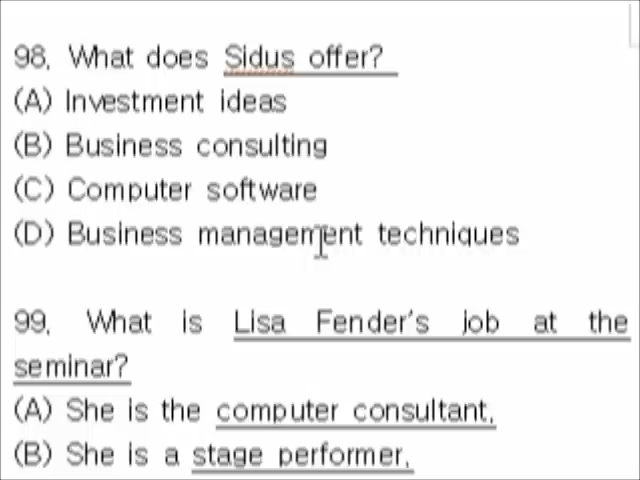 98. What does Sidus offer?
(A) Investment ideas
(B) Business consulting
(C) Computer software
(D) Business management techniques
99. What is Lisa Fender's job at the
seminar?
(A) She is the computer consultant.
(B) She is a stage performer.